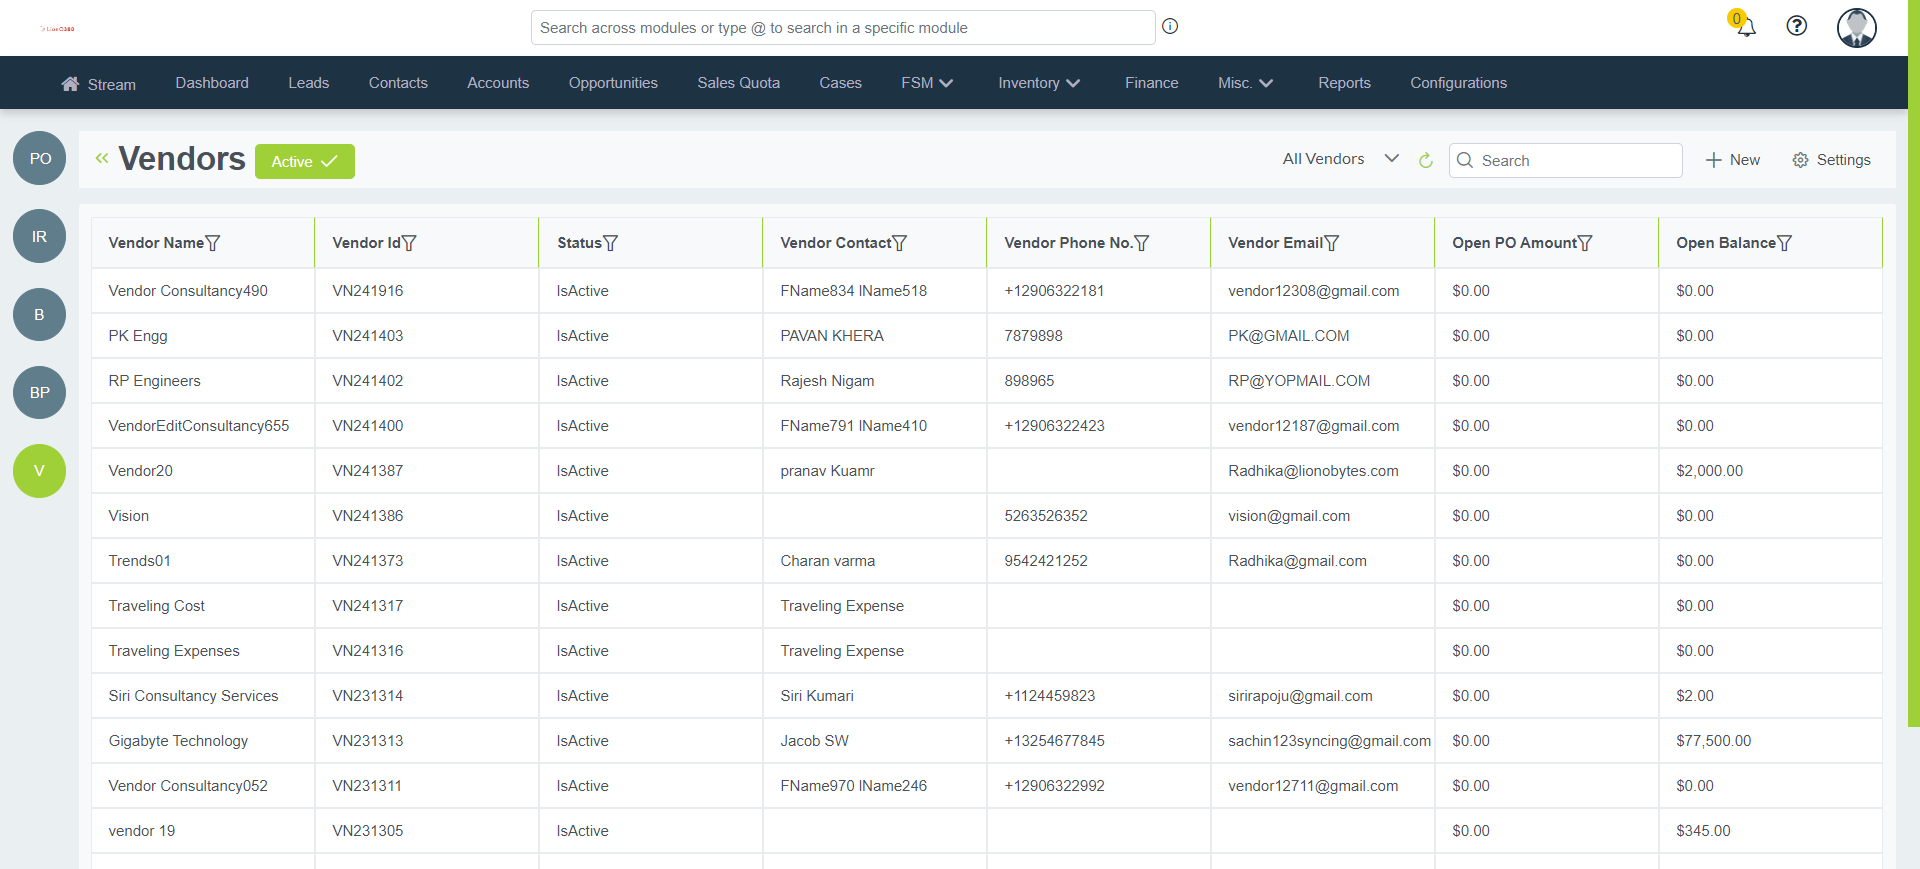 Search across modules or type @ to search in a specific module
0
Stream Dashboard Leads Contacts Accounts Opportunities Sales Quota Cases FSM Inventory Finance Misc. Reports Configurations
PO
IR
B
BP
V
« Vendors Active All Vendors Search New Settings
Vendor Name Vendor Id Status Vendor Contact Vendor Phone No. Vendor Email Open PO Amount Open Balance
Vendor Consultancy490 VN241916 IsActive FName834 lName518 +12906322181 vendor12308@gmail.com $0.00 $0.00
PK Engg VN241403 IsActive PAVAN KHERA 7879898 PK@GMAIL.COM $0.00 $0.00
RP Engineers VN241402 IsActive Rajesh Nigam 898965 RP@YOPMAIL.COM $0.00 $0.00
VendorEditConsultancy655 VN241400 IsActive FName791 lName410 +12906322423 vendor12187@gmail.com $0.00 $0.00
Vendor20 VN241387 IsActive pranav Kuamr Radhika@lionobytes.com $0.00 $2,000.00
Vision VN241386 IsActive 5263526352 vision@gmail.com $0.00 $0.00
Trends01 VN241373 IsActive Charan varma 9542421252 Radhika@gmail.com $0.00 $0.00
Traveling Cost VN241317 IsActive Traveling Expense $0.00 $0.00
Traveling Expenses VN241316 IsActive Traveling Expense $0.00 $0.00
Siri Consultancy Services VN231314 IsActive Siri Kumari +1124459823 sirirapoju@gmail.com $0.00 $2.00
Gigabyte Technology VN231313 IsActive Jacob SW +13254677845 sachin123syncing@gmail.com $0.00 $77,500.00
Vendor Consultancy052 VN231311 IsActive FName970 lName246 +12906322992 vendor12711@gmail.com $0.00 $0.00
vendor 19 VN231305 IsActive $0.00 $345.00